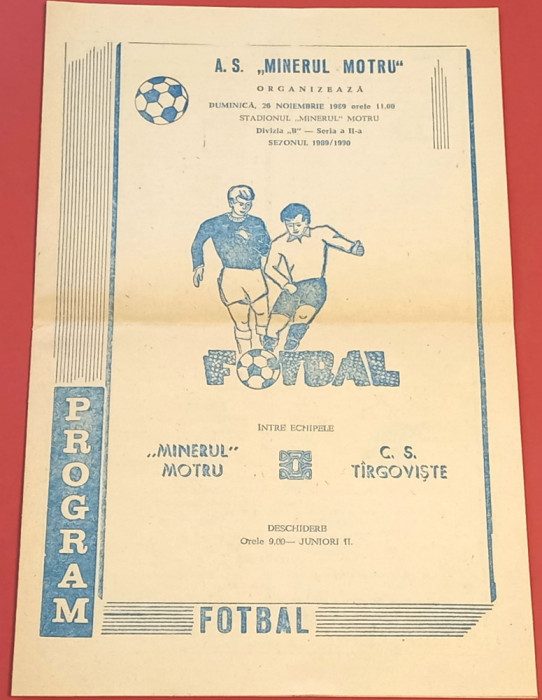 A. S. „MINERUL MOTRU“
ORGANIZEAZĂ
DUMINICĂ, 26 NOIEMBRIE 1989 orele 11.00
STADIONUL „MINERUL” MOTRU
Divizia „B” — Seria a II-a
SEZONUL 1989/1990
FOTBAL
ÎNTRE ECHIPELE
„MINERUL”
MOTRU
C. S.
TÎRGOVIȘTE
DESCHIDERE
Orele 9.00— JUNIORI II.
PROGRAM
FOTBAL